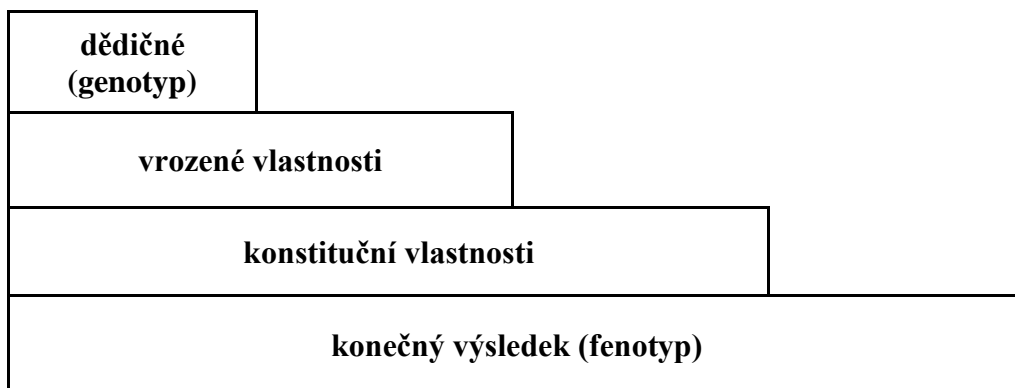 dědičné
(genotyp)
vrozené vlastnosti
konstituční vlastnosti
konečný výsledek (fenotyp)